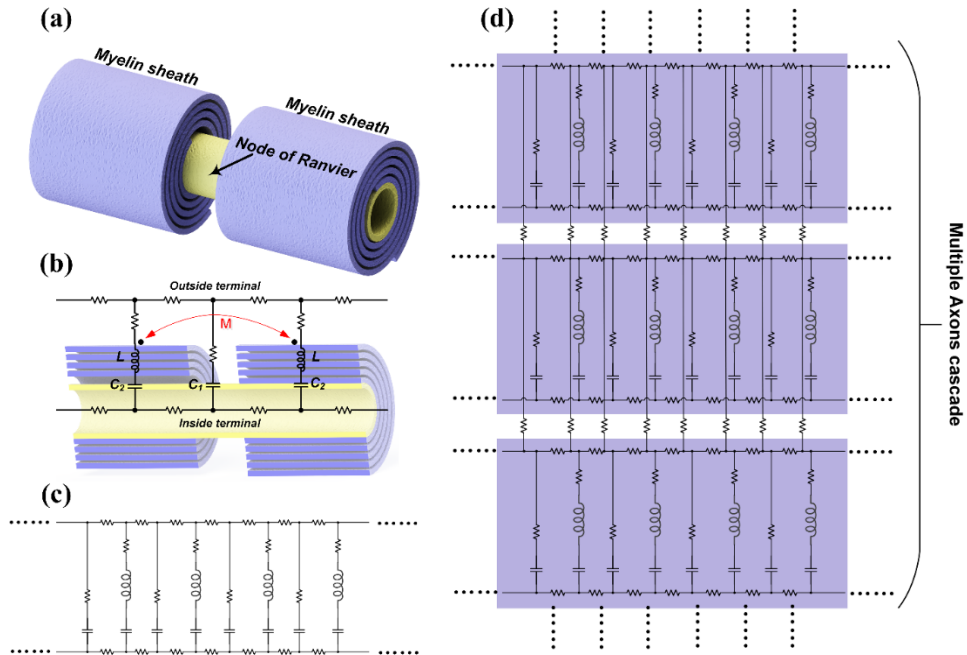 (a)
Myelin sheath
Myelin sheath
Node of Ranvier
(b)
Outside terminal
M
L
L
C2
C1
C2
Inside terminal
(c)
(d)
Multiple Axons cascade